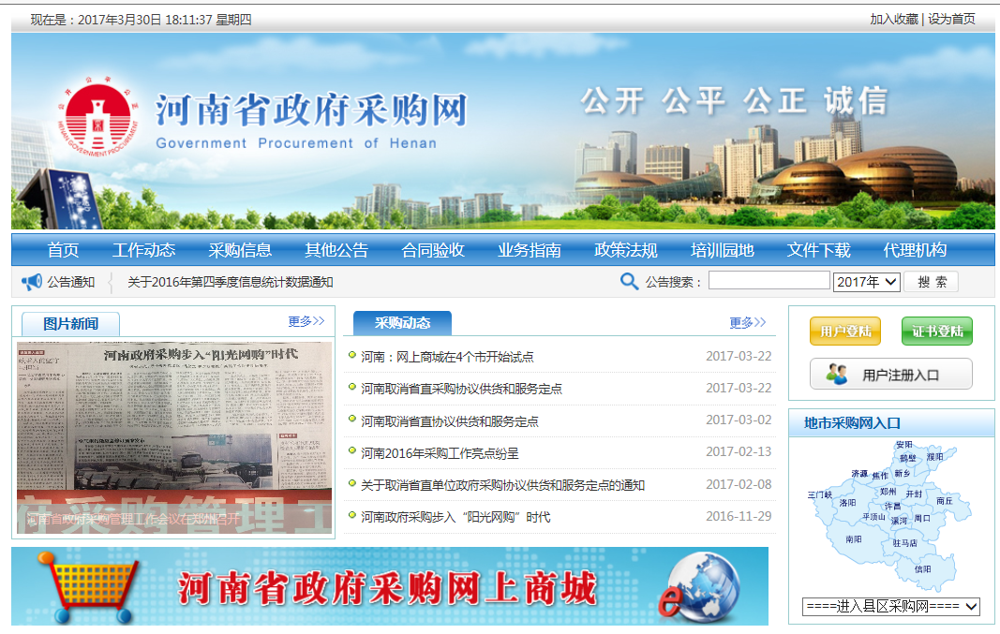 现在是：2017年3月30日 18:11:37 星期四
加入收藏 | 设为首页
河南省政府采购网
Government Procurement of Henan
公开 公平 公正 诚信
首页 工作动态 采购信息 其他公告 合同验收 业务指南 政策法规 培训园地 文件下载 代理机构
公告通知 关于2016年第四季度信息统计数据通知 公告搜索： 2017年 搜 索
图片新闻 更多>>
河南政府采购步入“阳光网购”时代
河南省政府采购管理工作会议在郑州召开
采购动态 更多>>
河南：网上商城在4个市开始试点 2017-03-22
河南取消省直采购协议供货和服务定点 2017-03-22
河南取消省直协议供货和服务定点 2017-03-02
河南2016年采购工作亮点纷呈 2017-02-13
关于取消省直单位政府采购协议供货和服务定点的通知 2017-02-08
河南政府采购步入“阳光网购”时代 2016-11-29
用户登陆 证书登陆
用户注册入口
地市采购网入口
安阳
鹤壁 濮阳
济源 焦作 新乡
三门峡 洛阳 郑州 开封
许昌 商丘
平顶山 漯河 周口
南阳 驻马店
信阳
====进入县区采购网====
河南省政府采购网上商城